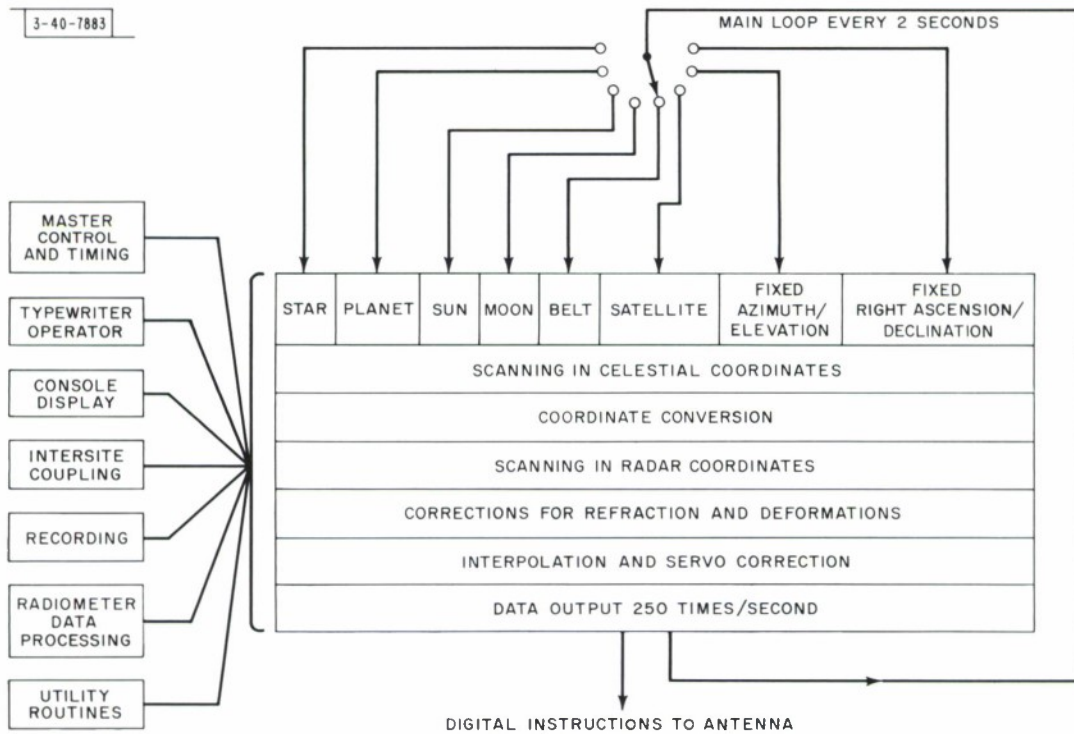 3-40-7883
MAIN LOOP EVERY 2 SECONDS
MASTER
CONTROL
AND TIMING
TYPEWRITER
OPERATOR
CONSOLE
DISPLAY
INTERSITE
COUPLING
RECORDING
RADIOMETER
DATA
PROCESSING
UTILITY
ROUTINES
STAR
PLANET
SUN
MOON
BELT
SATELLITE
FIXED
AZIMUTH/
ELEVATION
FIXED
RIGHT ASCENSION/
DECLINATION
SCANNING IN CELESTIAL COORDINATES
COORDINATE CONVERSION
SCANNING IN RADAR COORDINATES
CORRECTIONS FOR REFRACTION AND DEFORMATIONS
INTERPOLATION AND SERVO CORRECTION
DATA OUTPUT 250 TIMES/SECOND
DIGITAL INSTRUCTIONS TO ANTENNA